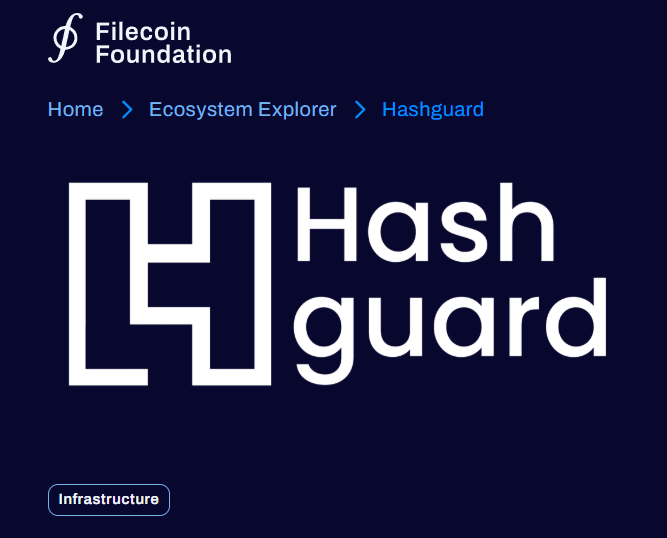 Filecoin
Foundation
Home > Ecosystem Explorer > Hashguard
Hash
guard
Infrastructure